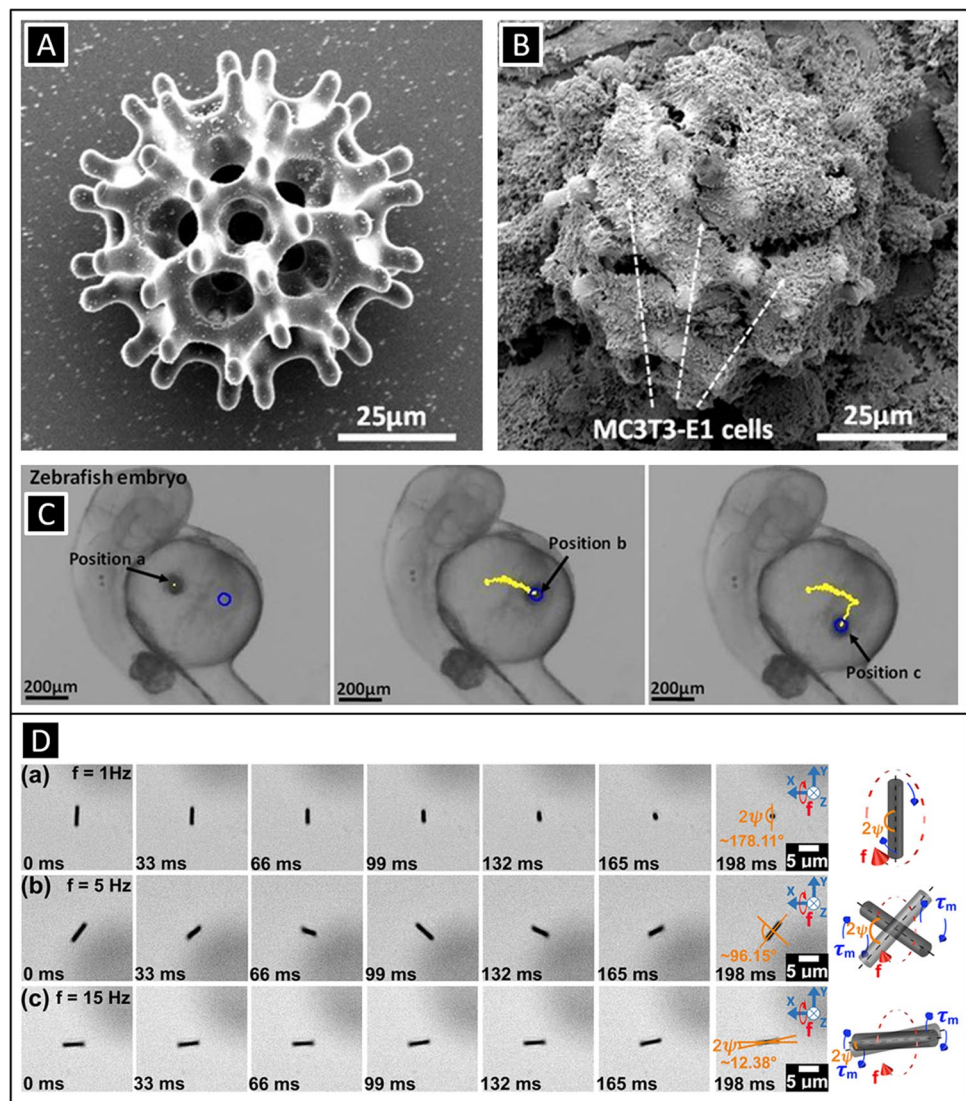 A
25μm
B
MC3T3-E1 cells
25μm
Zebrafish embryo
C
Position a
200μm
Position b
200μm
Position c
200μm
D
(a) f = 1Hz
0 ms
33 ms
66 ms
99 ms
132 ms
165 ms
2ψ
~178.11°
X
Y
Z
f
198 ms
5 μm
2ψ
f
(b) f = 5 Hz
0 ms
33 ms
66 ms
99 ms
132 ms
165 ms
~96.15°
X
Y
Z
f
198 ms
5 μm
τm
2ψ
τm
f
(c) f = 15 Hz
0 ms
33 ms
66 ms
99 ms
132 ms
165 ms
2ψ
~12.38°
X
Y
Z
f
198 ms
5 μm
τm
2ψ
τm
f